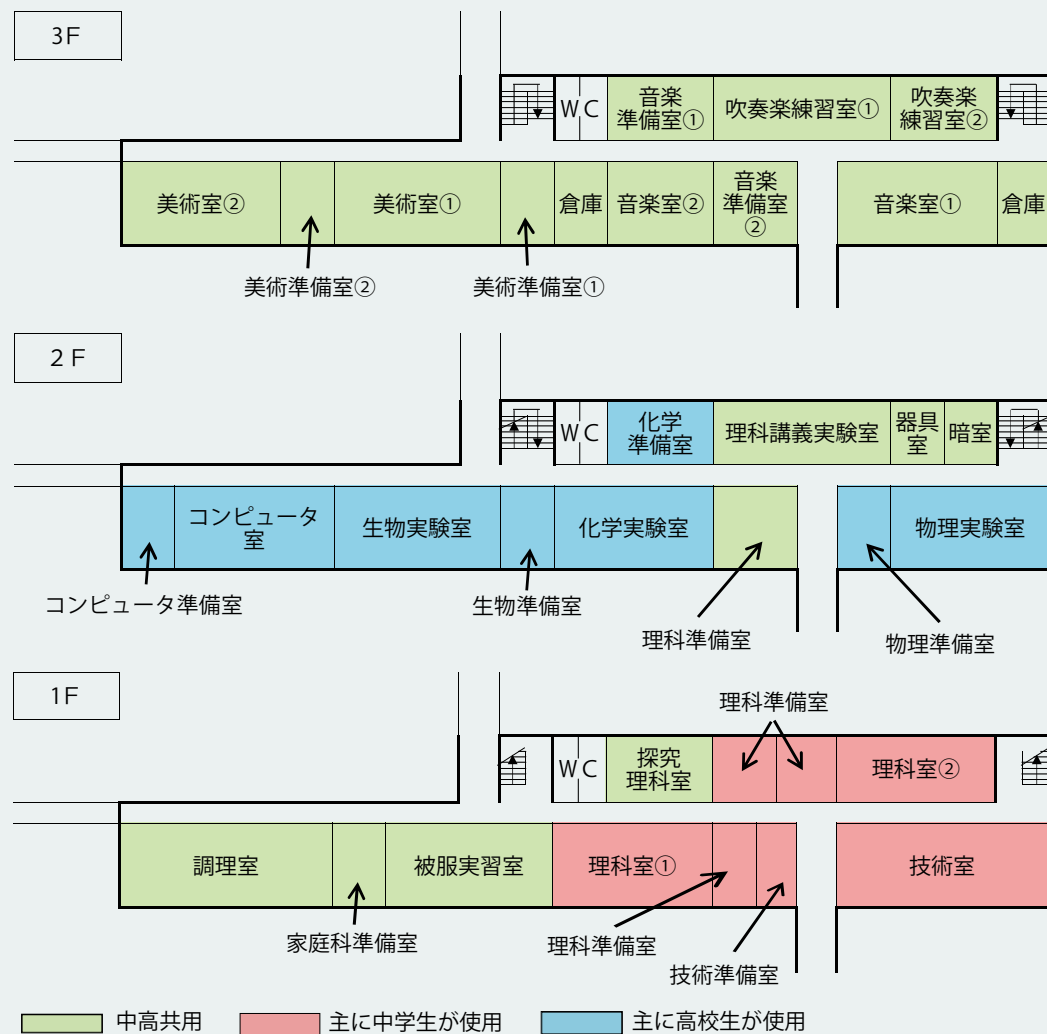 3F
WC
音楽
準備室①
吹奏楽練習室①
吹奏楽
練習室②
美術室②
美術室①
倉庫
音楽室②
音楽
準備室
②
音楽室①
倉庫
美術準備室②
美術準備室①
2F
WC
化学
準備室
理科講義実験室
器具
室
暗室
コンピュータ
室
生物実験室
化学実験室
物理実験室
コンピュータ準備室
生物準備室
理科準備室
物理準備室
1F
理科準備室
WC
探究
理科室
理科室②
調理室
被服実習室
理科室①
技術室
家庭科準備室
理科準備室
技術準備室
中高共用
主に中学生が使用
主に高校生が使用